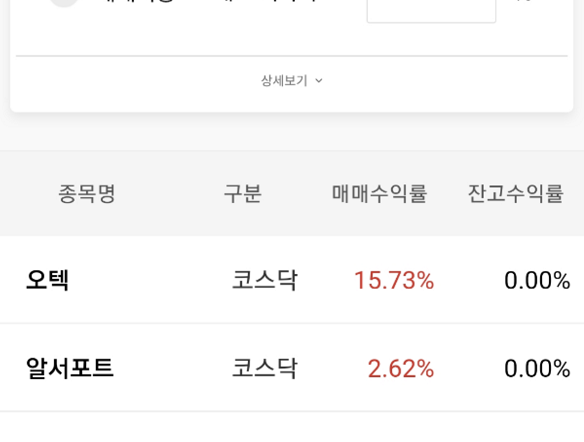 상세보기
종목명 구분 매매수익률 잔고수익률
오텍 코스닥 15.73% 0.00%
알서포트 코스닥 2.62% 0.00%